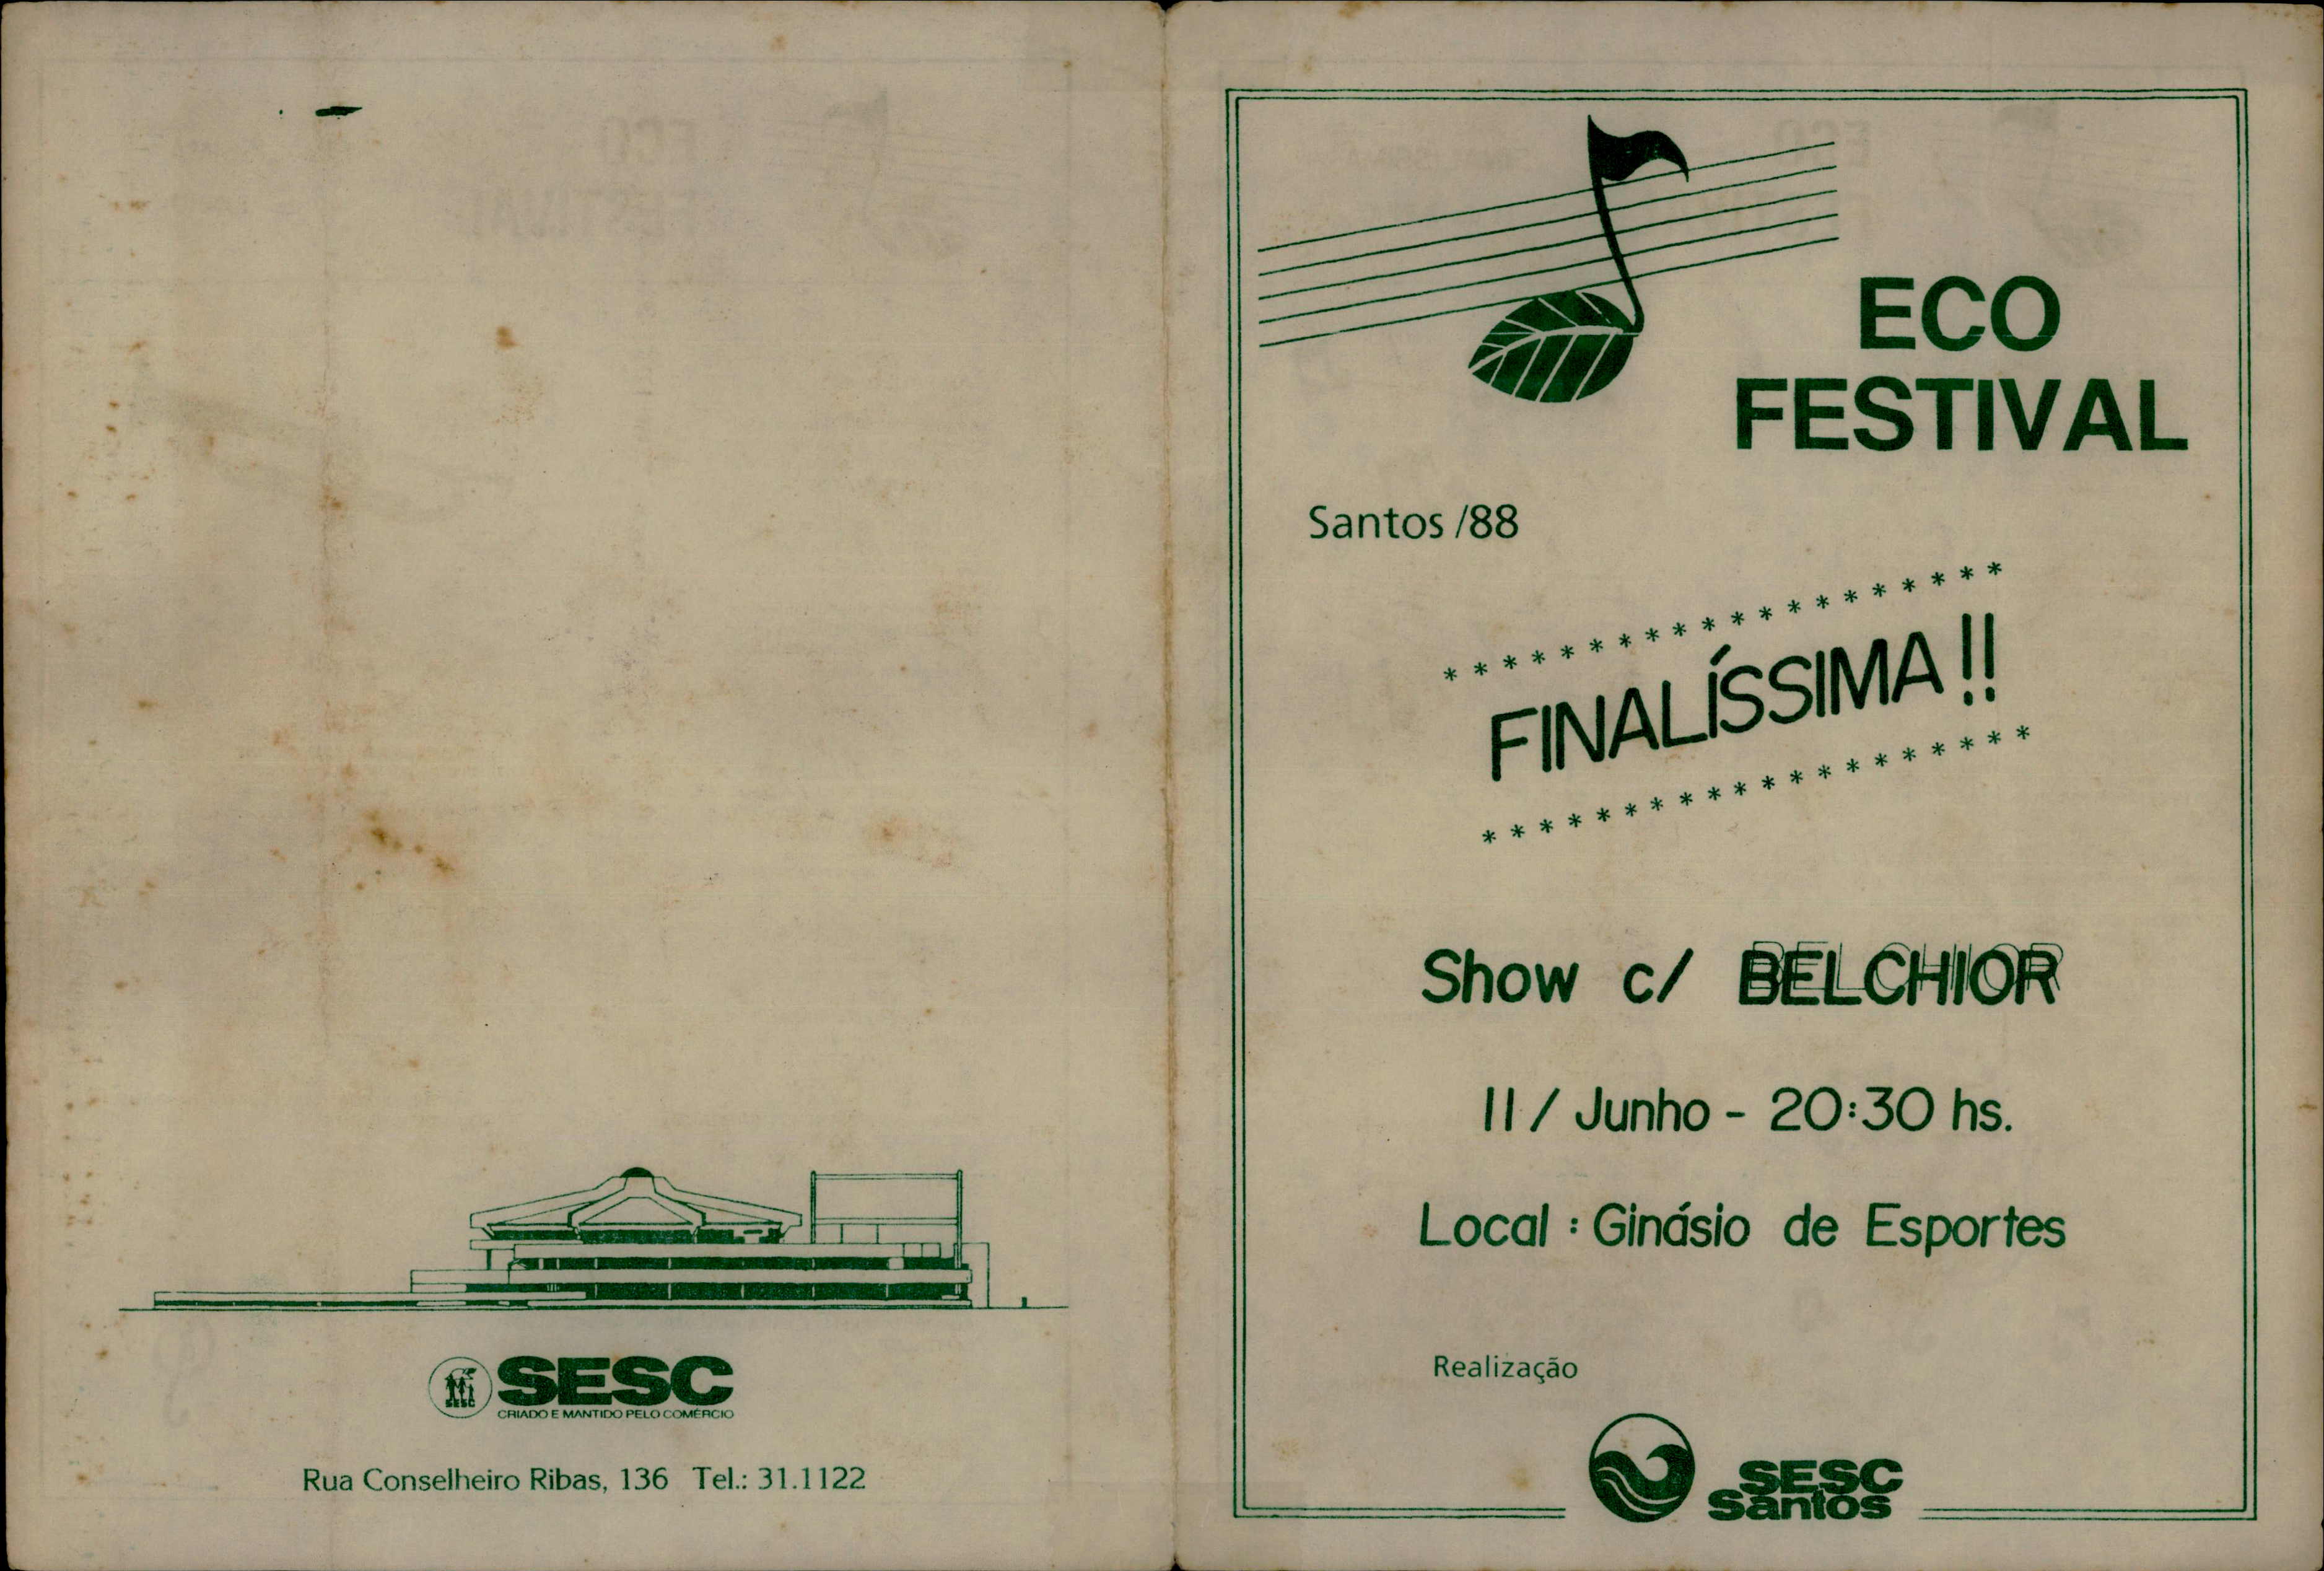 SESC
SESC
CRIADO E MANTIDO PELO COMÉRCIO
Rua Conselheiro Ribas, 136 Tel.: 31.1122
ECO
FESTIVAL
Santos /88
* * * * * * * * * * * * * * * * * * * *
FINALÍSSIMA!!
* * * * * * * * * * * * * * * * * * * *
Show c/ BELCHIOR
11 / Junho - 20:30 hs.
Local : Ginásio de Esportes
Realização
SESC
Santos